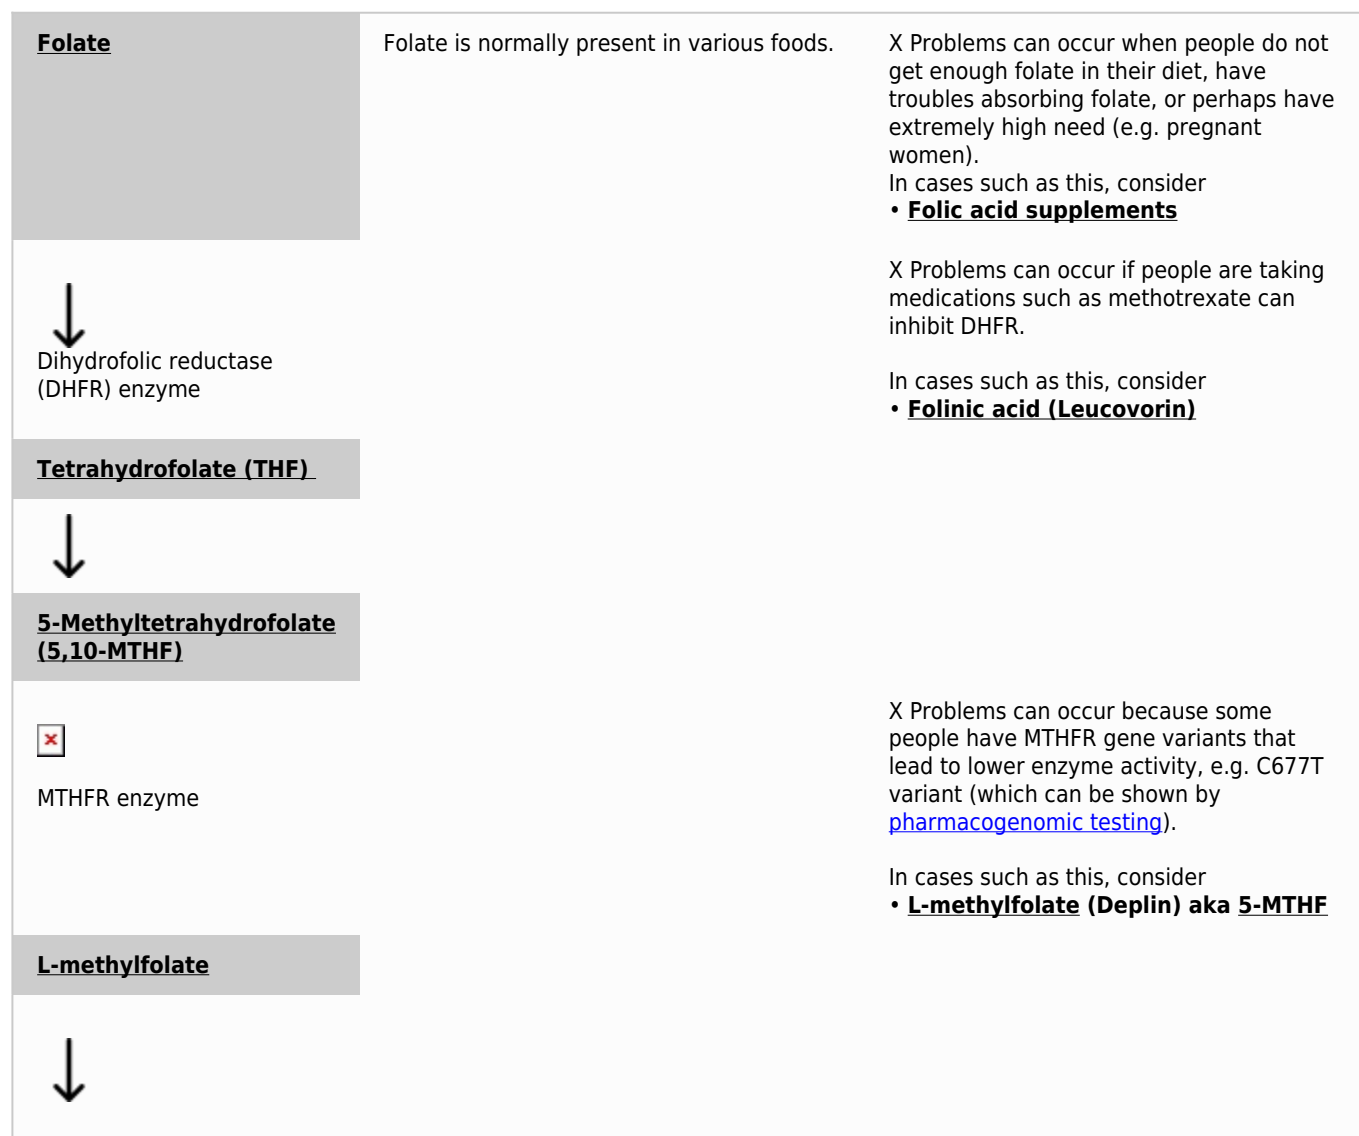 Folate
Folate is normally present in various foods.
X Problems can occur when people do not
get enough folate in their diet, have
troubles absorbing folate, or perhaps have
extremely high need (e.g. pregnant
women).
In cases such as this, consider
• Folic acid supplements
Dihydrofolic reductase
(DHFR) enzyme
X Problems can occur if people are taking
medications such as methotrexate can
inhibit DHFR.
In cases such as this, consider
• Folinic acid (Leucovorin)
Tetrahydrofolate (THF)
5-Methyltetrahydrofolate
(5,10-MTHF)
MTHFR enzyme
X Problems can occur because some
people have MTHFR gene variants that
lead to lower enzyme activity, e.g. C677T
variant (which can be shown by
pharmacogenomic testing).
In cases such as this, consider
• L-methylfolate (Deplin) aka 5-MTHF
L-methylfolate